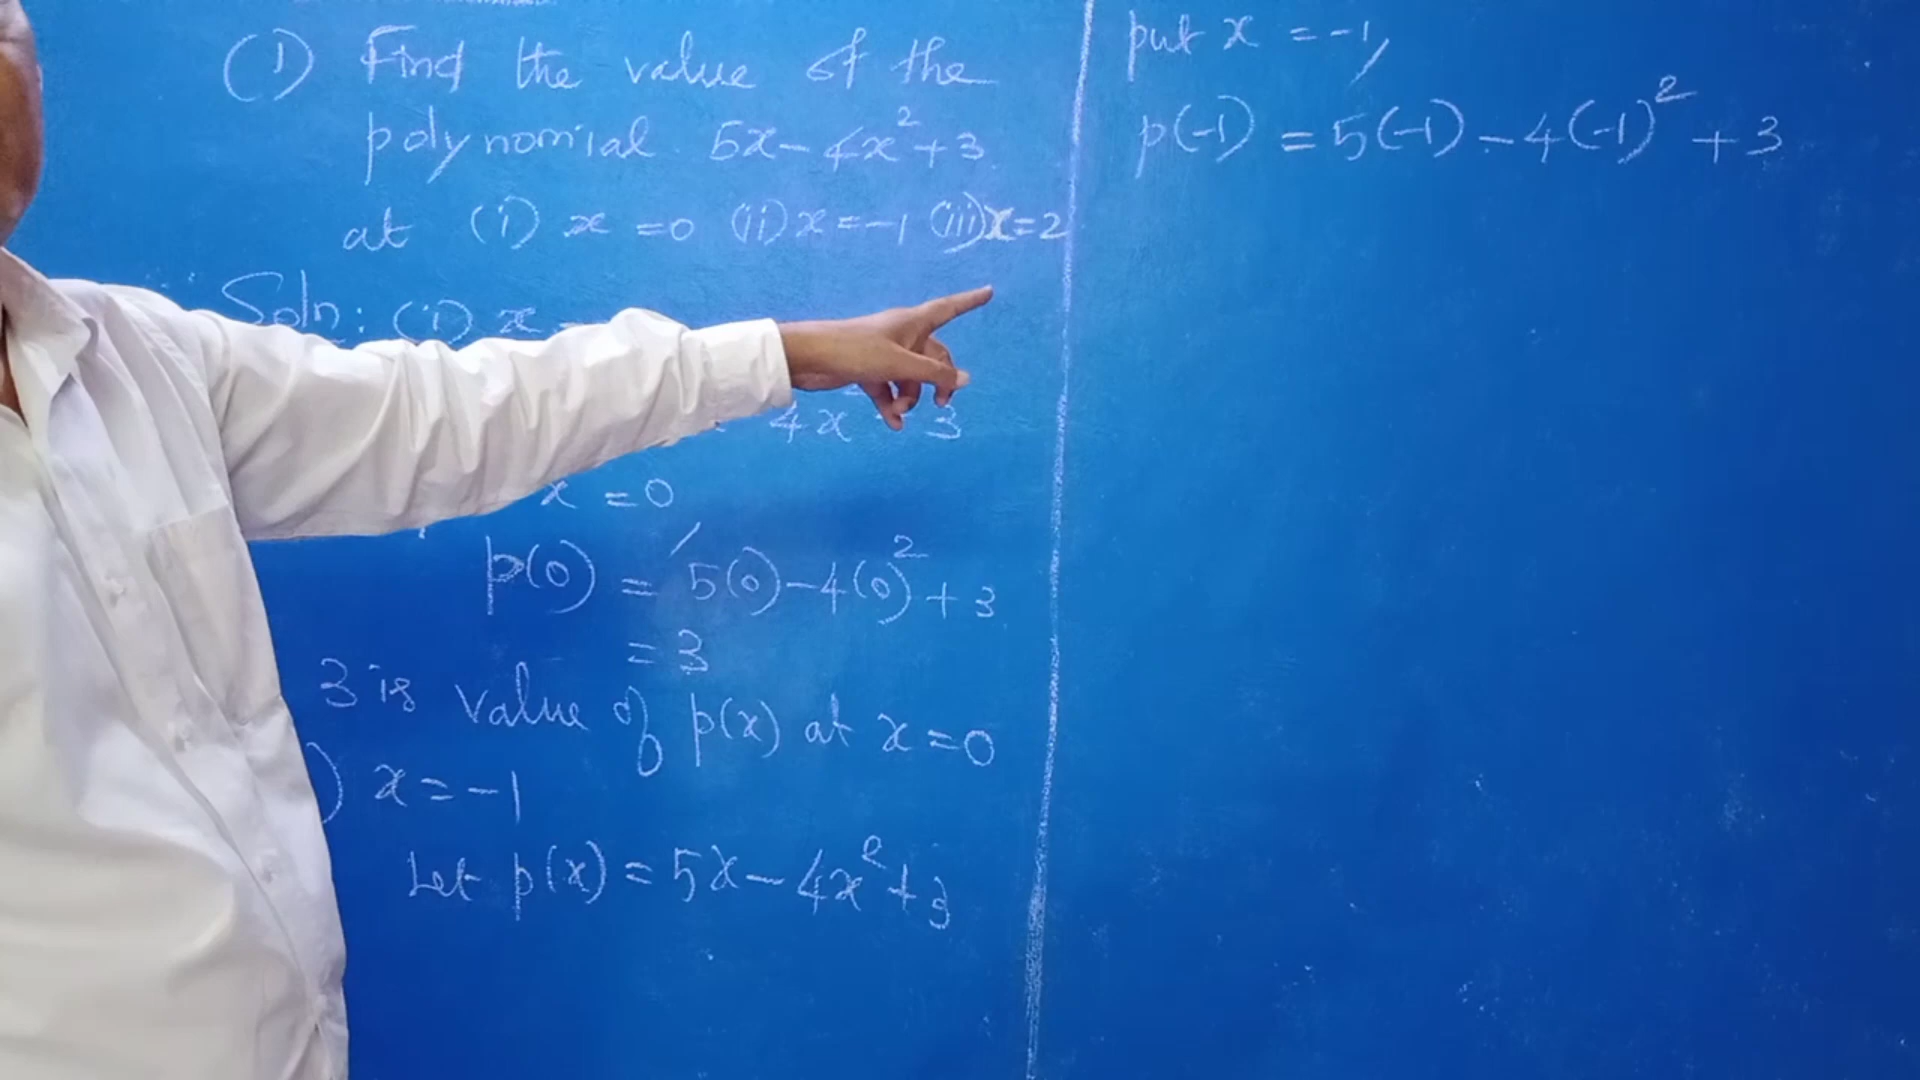 (1) Find the value of the
polynomial 5x-4x²+3
at (i) x=0 (ii) x=-1 (iii) x=2
Soln: (i) x
4x² 3
x=0
p(0) = 5(0)-4(0)²+3
=3
3 is value of p(x) at x=0
) x=-1
Let p(x) = 5x-4x²+3
put x=-1,
p(-1) = 5(-1)-4(-1)²+3